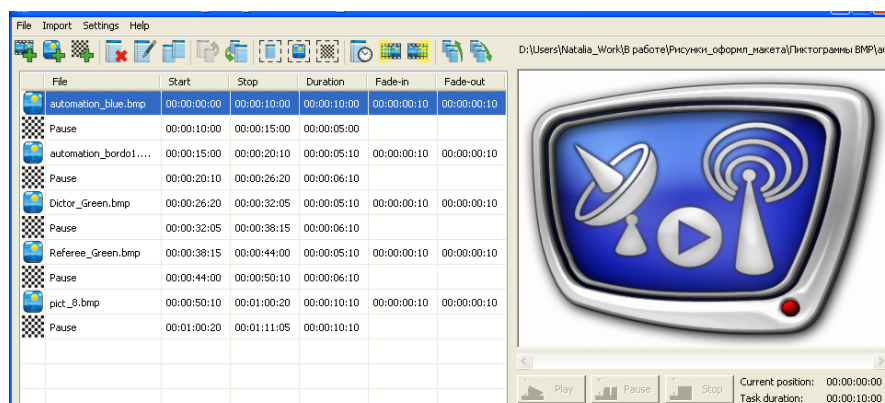 File Import Settings Help
D:\Users\Natalia_Work\В работе\Рисунки_оформл_макета\Пиктограммы BMP\au
File Start Stop Duration Fade-in Fade-out
automation_blue.bmp 00:00:00:00 00:00:10:00 00:00:10:00 00:00:00:10 00:00:00:10
Pause 00:00:10:00 00:00:15:00 00:00:05:00
automation_bordo1.... 00:00:15:00 00:00:20:10 00:00:05:10 00:00:00:10 00:00:00:10
Pause 00:00:20:10 00:00:26:20 00:00:06:10
Dictor_Green.bmp 00:00:26:20 00:00:32:05 00:00:05:10 00:00:00:10 00:00:00:10
Pause 00:00:32:05 00:00:38:15 00:00:06:10
Referee_Green.bmp 00:00:38:15 00:00:44:00 00:00:05:10 00:00:00:10 00:00:00:10
Pause 00:00:44:00 00:00:50:10 00:00:06:10
pict_8.bmp 00:00:50:10 00:01:00:20 00:00:10:10 00:00:00:10 00:00:00:10
Pause 00:01:00:20 00:01:11:05 00:00:10:10
Play Pause Stop
Current position: 00:00:00:00
Task duration: 00:00:10:00